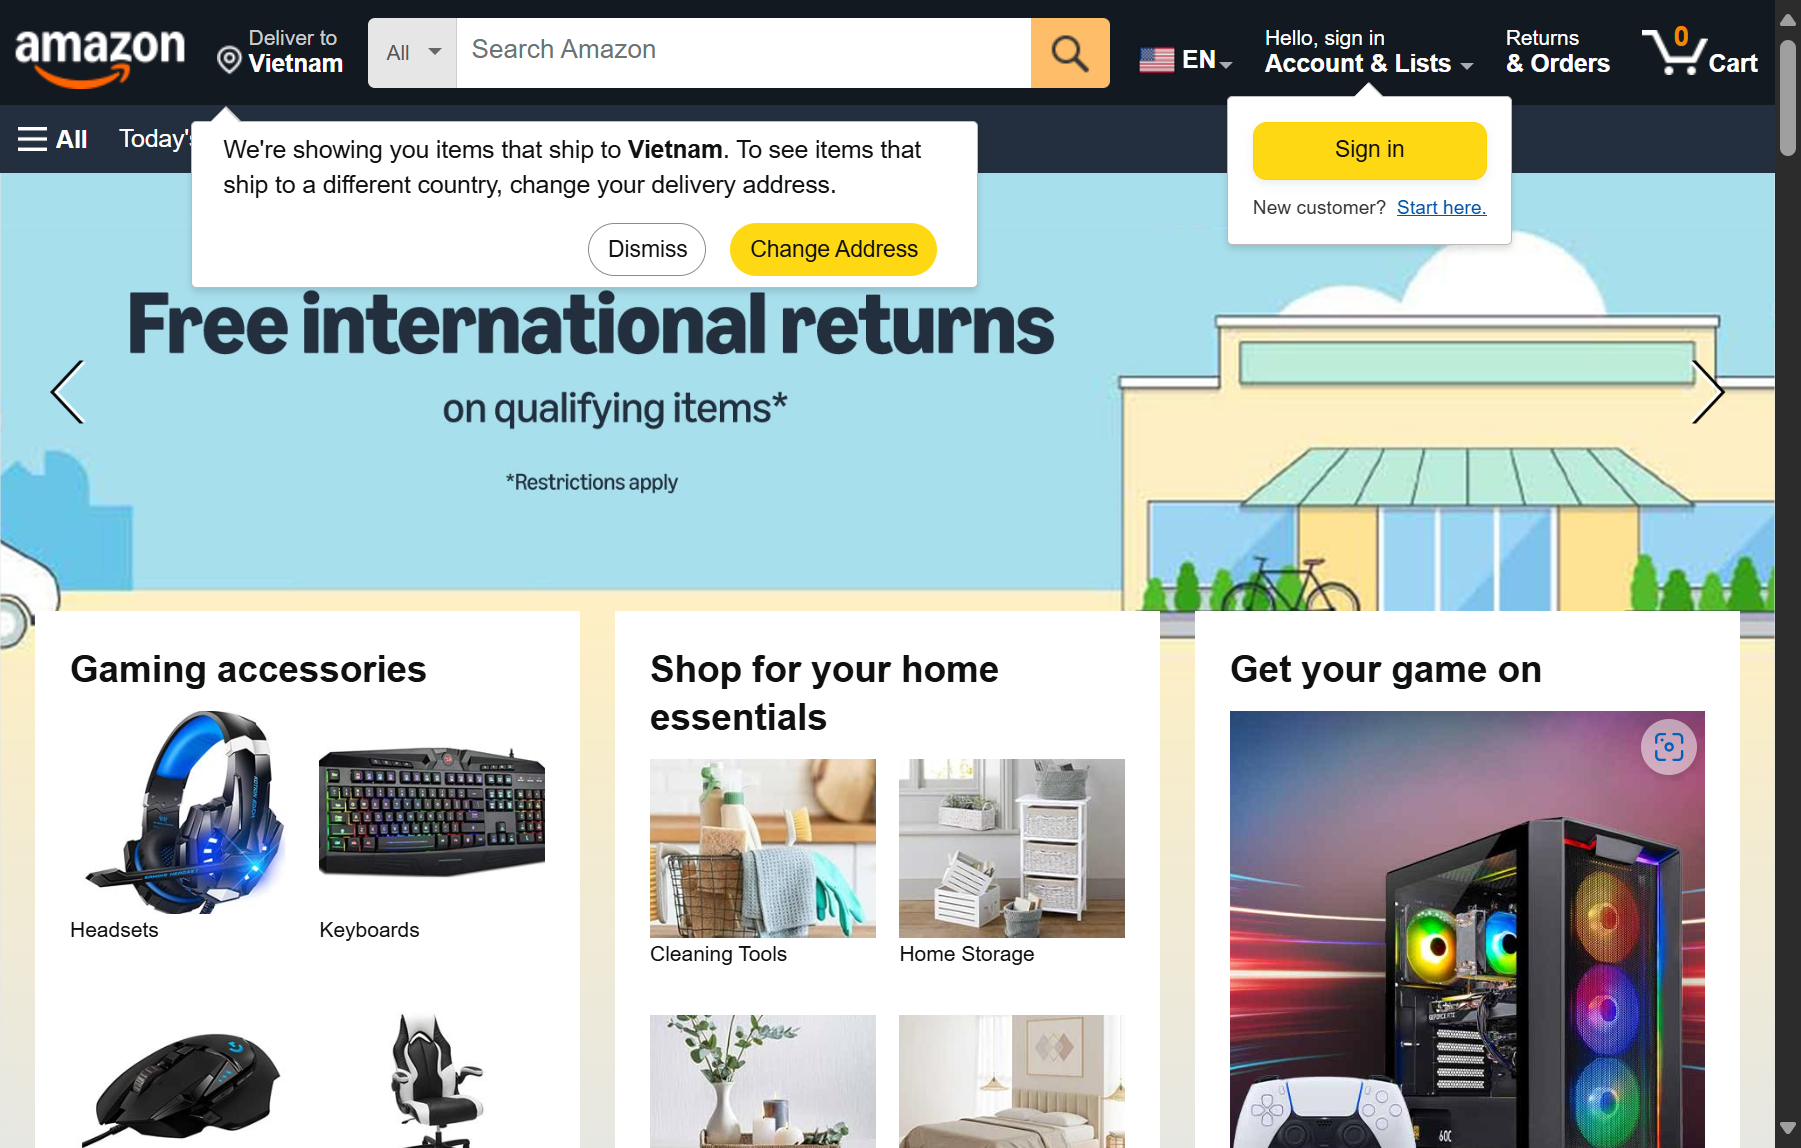 amazon
Deliver to
Vietnam
All
Search Amazon
EN
Hello, sign in
Account & Lists
Returns
& Orders
0
Cart
All
Today's
We're showing you items that ship to Vietnam. To see items that
ship to a different country, change your delivery address.
Dismiss
Change Address
Sign in
New customer? Start here.
Free international returns
on qualifying items*
*Restrictions apply
Gaming accessories
Headsets
Keyboards
Shop for your home
essentials
Cleaning Tools
Home Storage
Get your game on